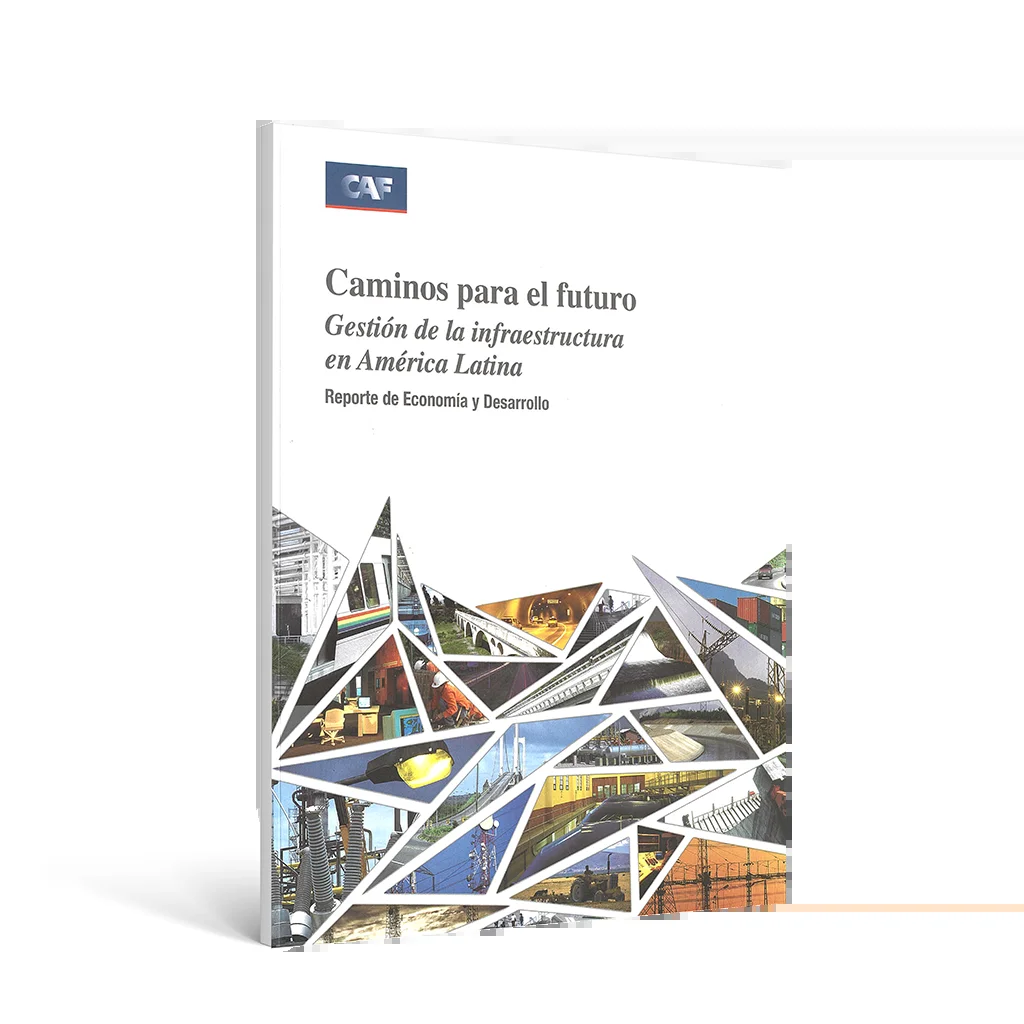 CAF
Caminos para el futuro
Gestión de la infraestructura
en América Latina
Reporte de Economía y Desarrollo